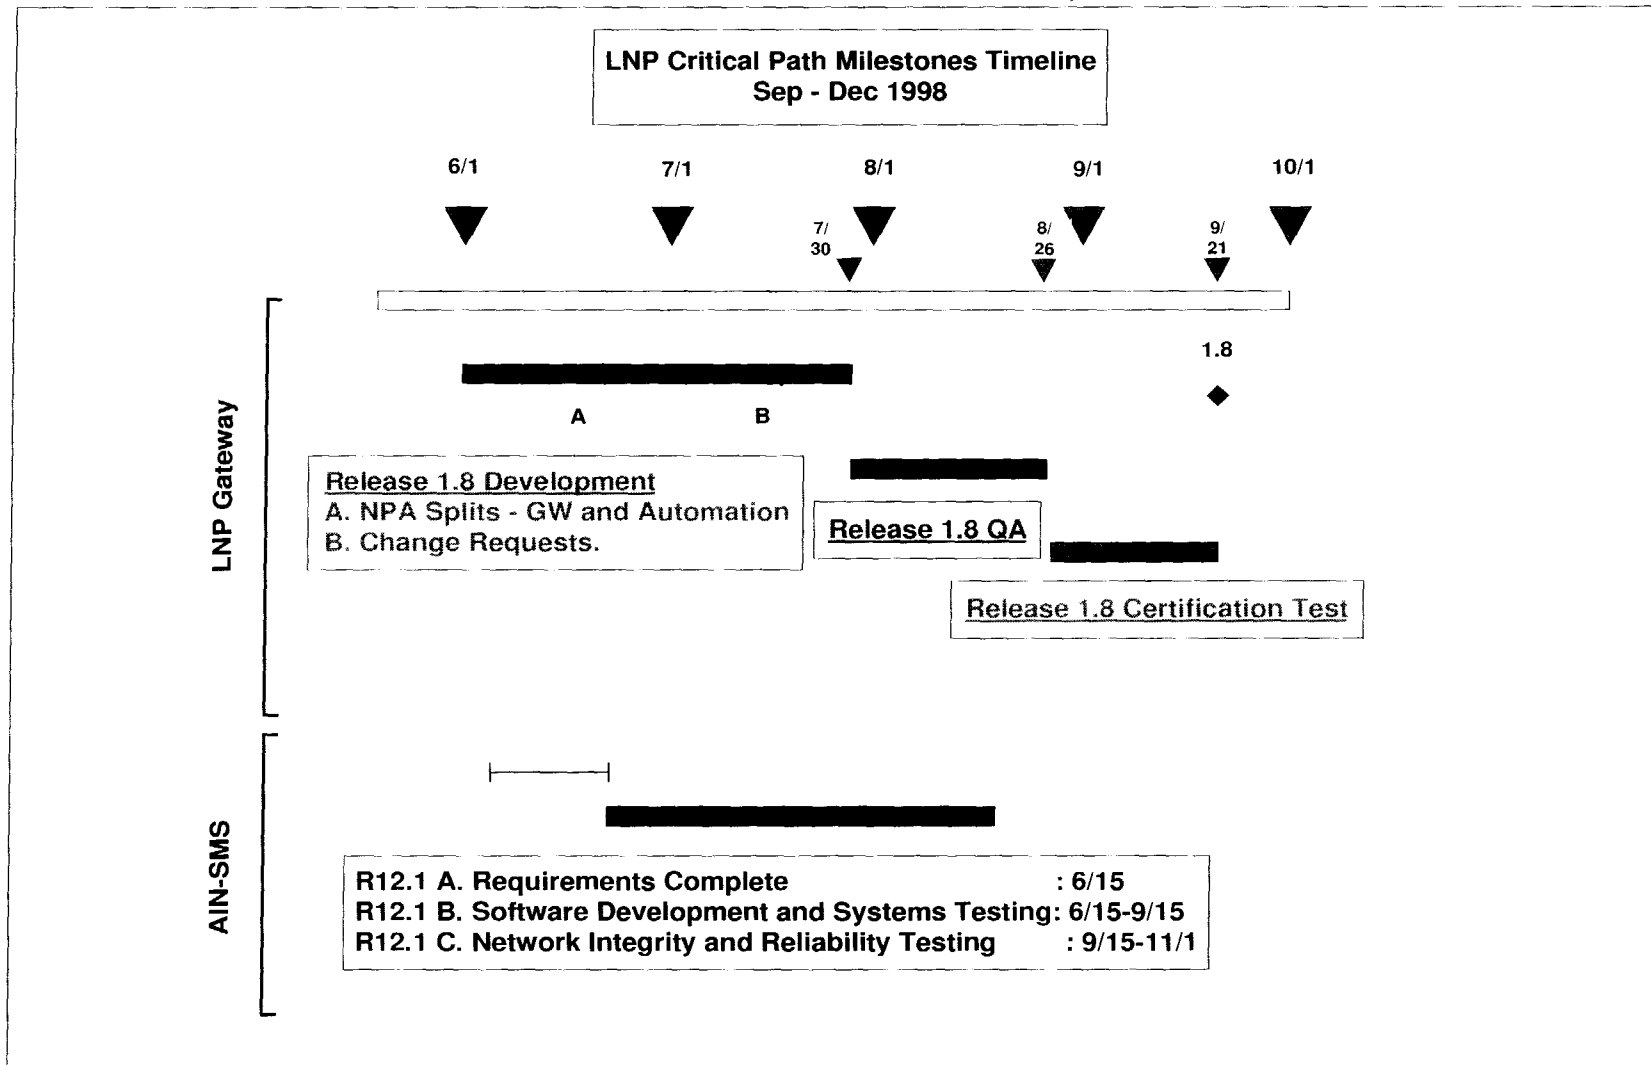 LNP Critical Path Milestones Timeline
Sep - Dec 1998
6/1 7/1 8/1 9/1 10/1
7/
30
8/
26
9/
21
LNP Gateway
1.8
A B
Release 1.8 Development
A. NPA Splits - GW and Automation
B. Change Requests.
Release 1.8 QA
Release 1.8 Certification Test
AIN-SMS
R12.1 A. Requirements Complete : 6/15
R12.1 B. Software Development and Systems Testing: 6/15-9/15
R12.1 C. Network Integrity and Reliability Testing : 9/15-11/1